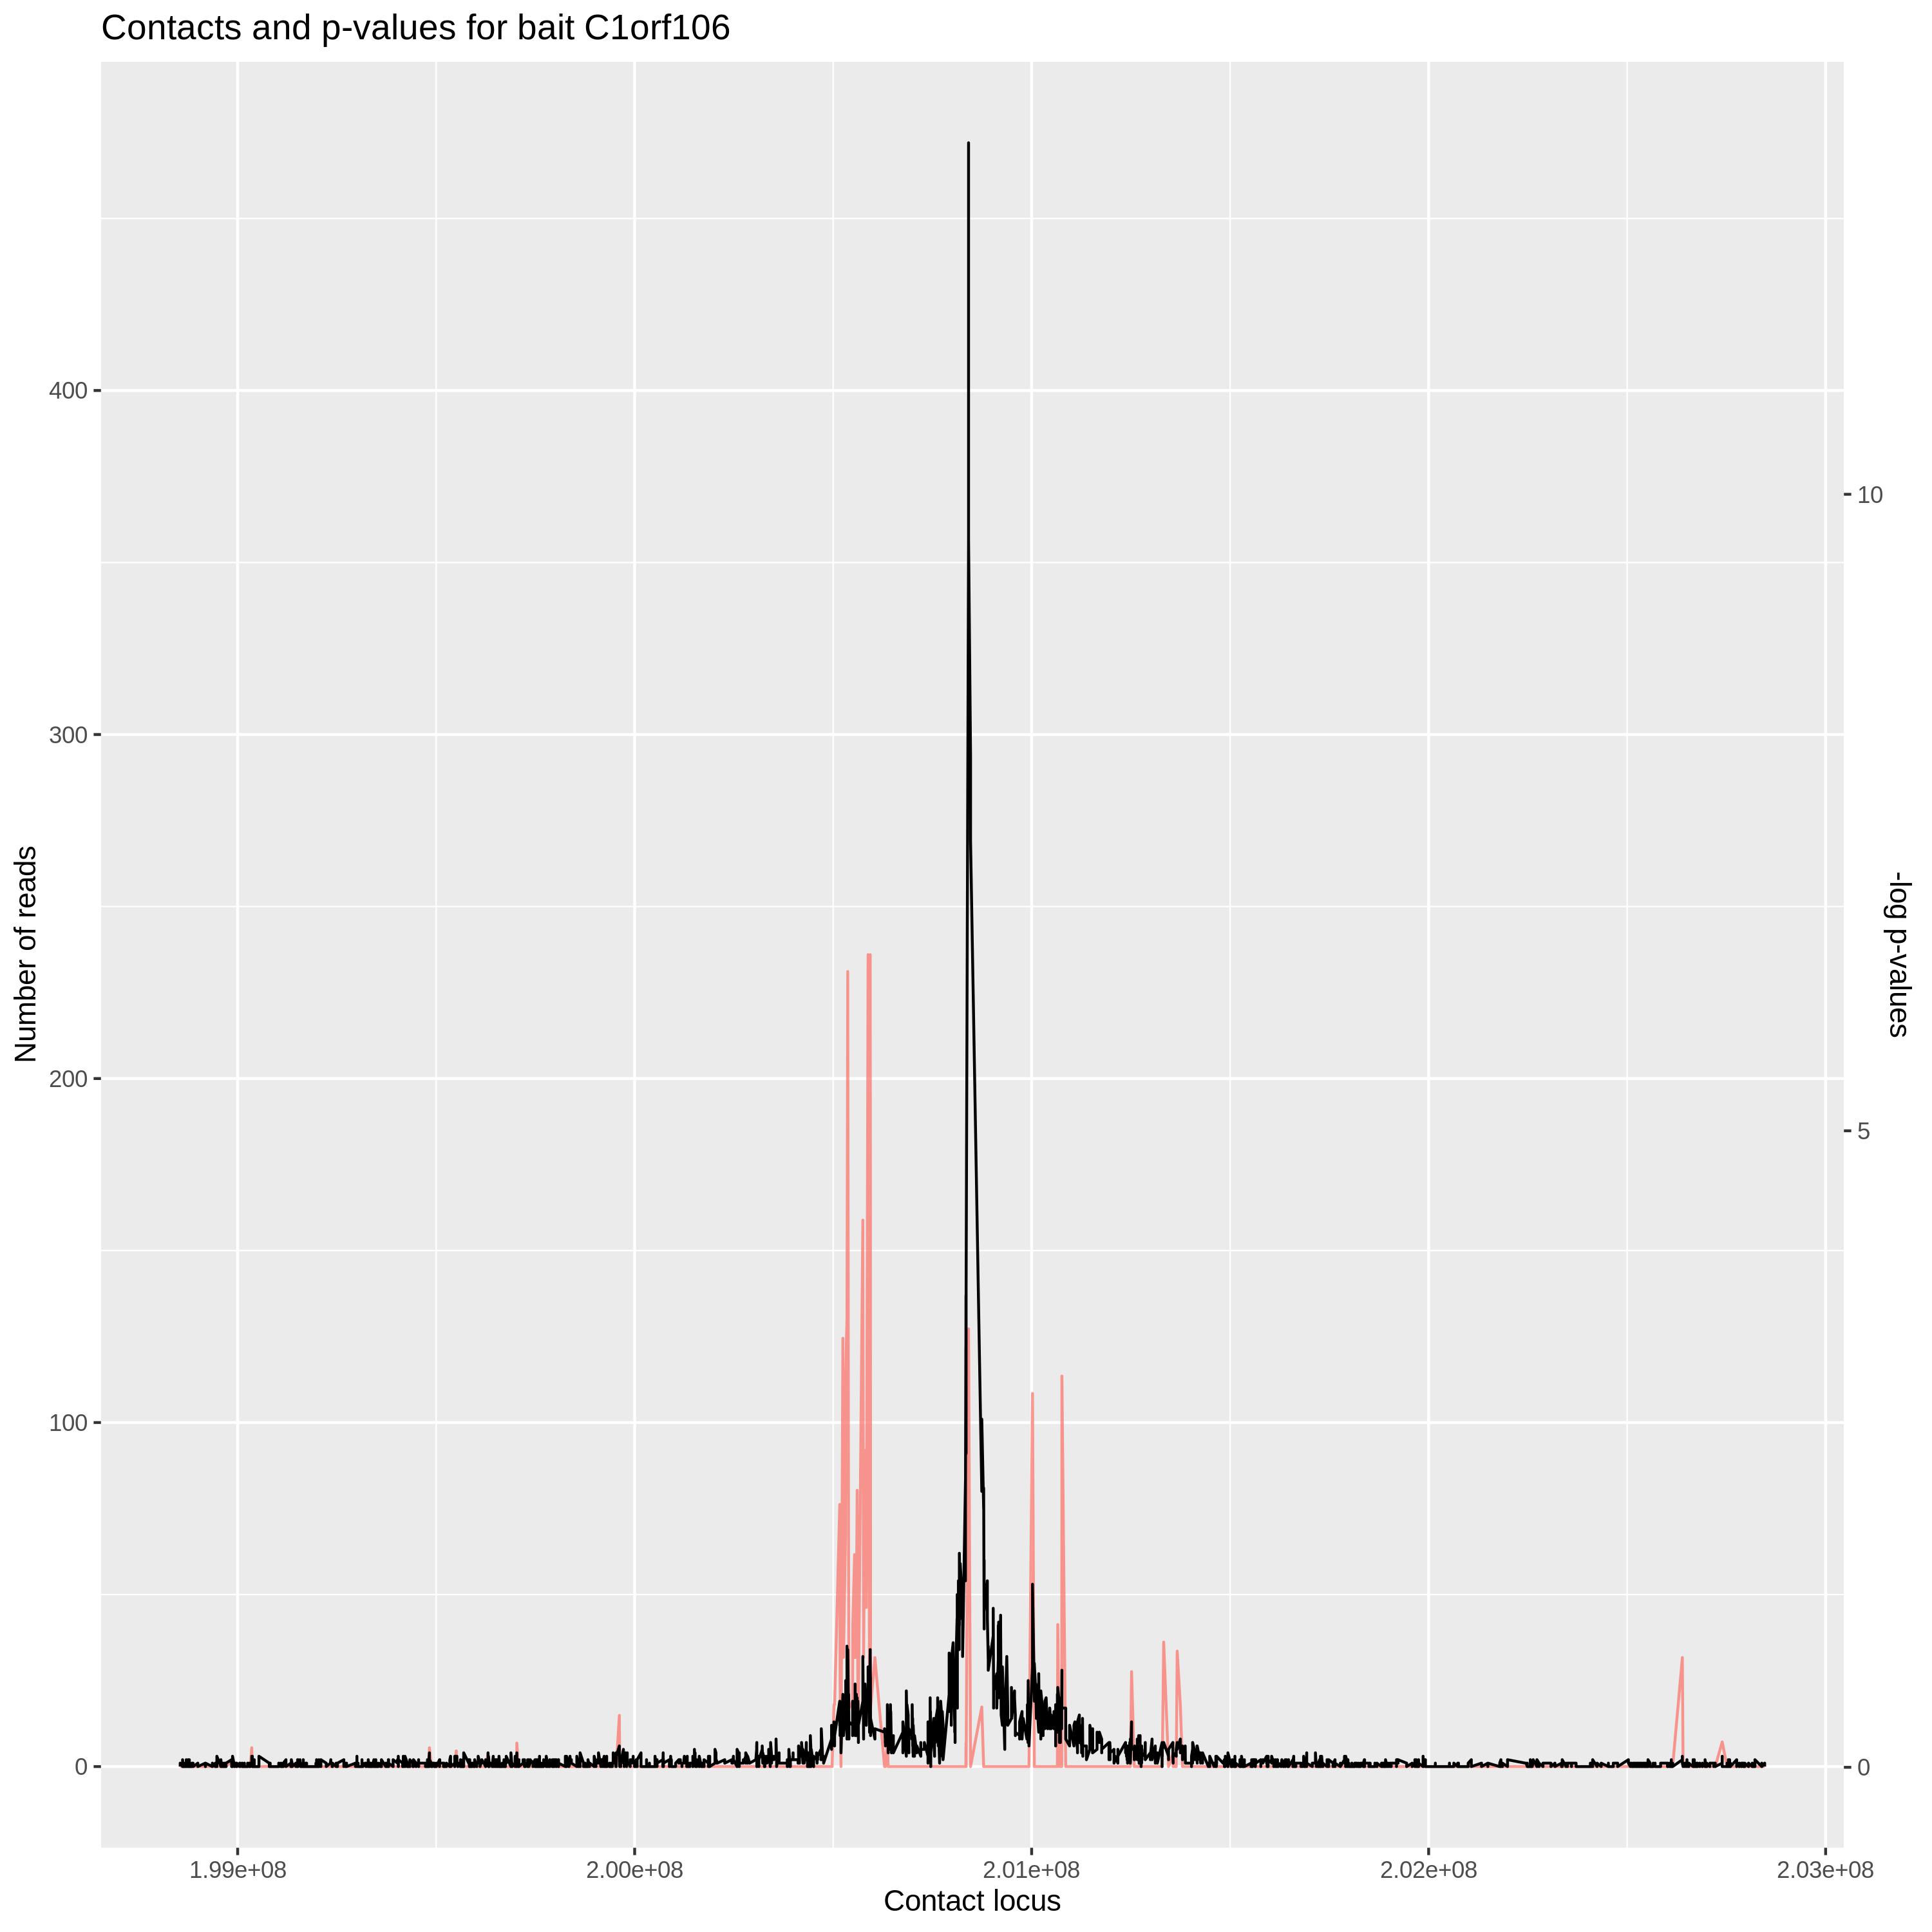 Contacts and p-values for bait C1orf106
400
300
200
100
0
Number of reads
10
5
0
-log p-values
1.99e+08
2.00e+08
2.01e+08
2.02e+08
2.03e+08
Contact locus